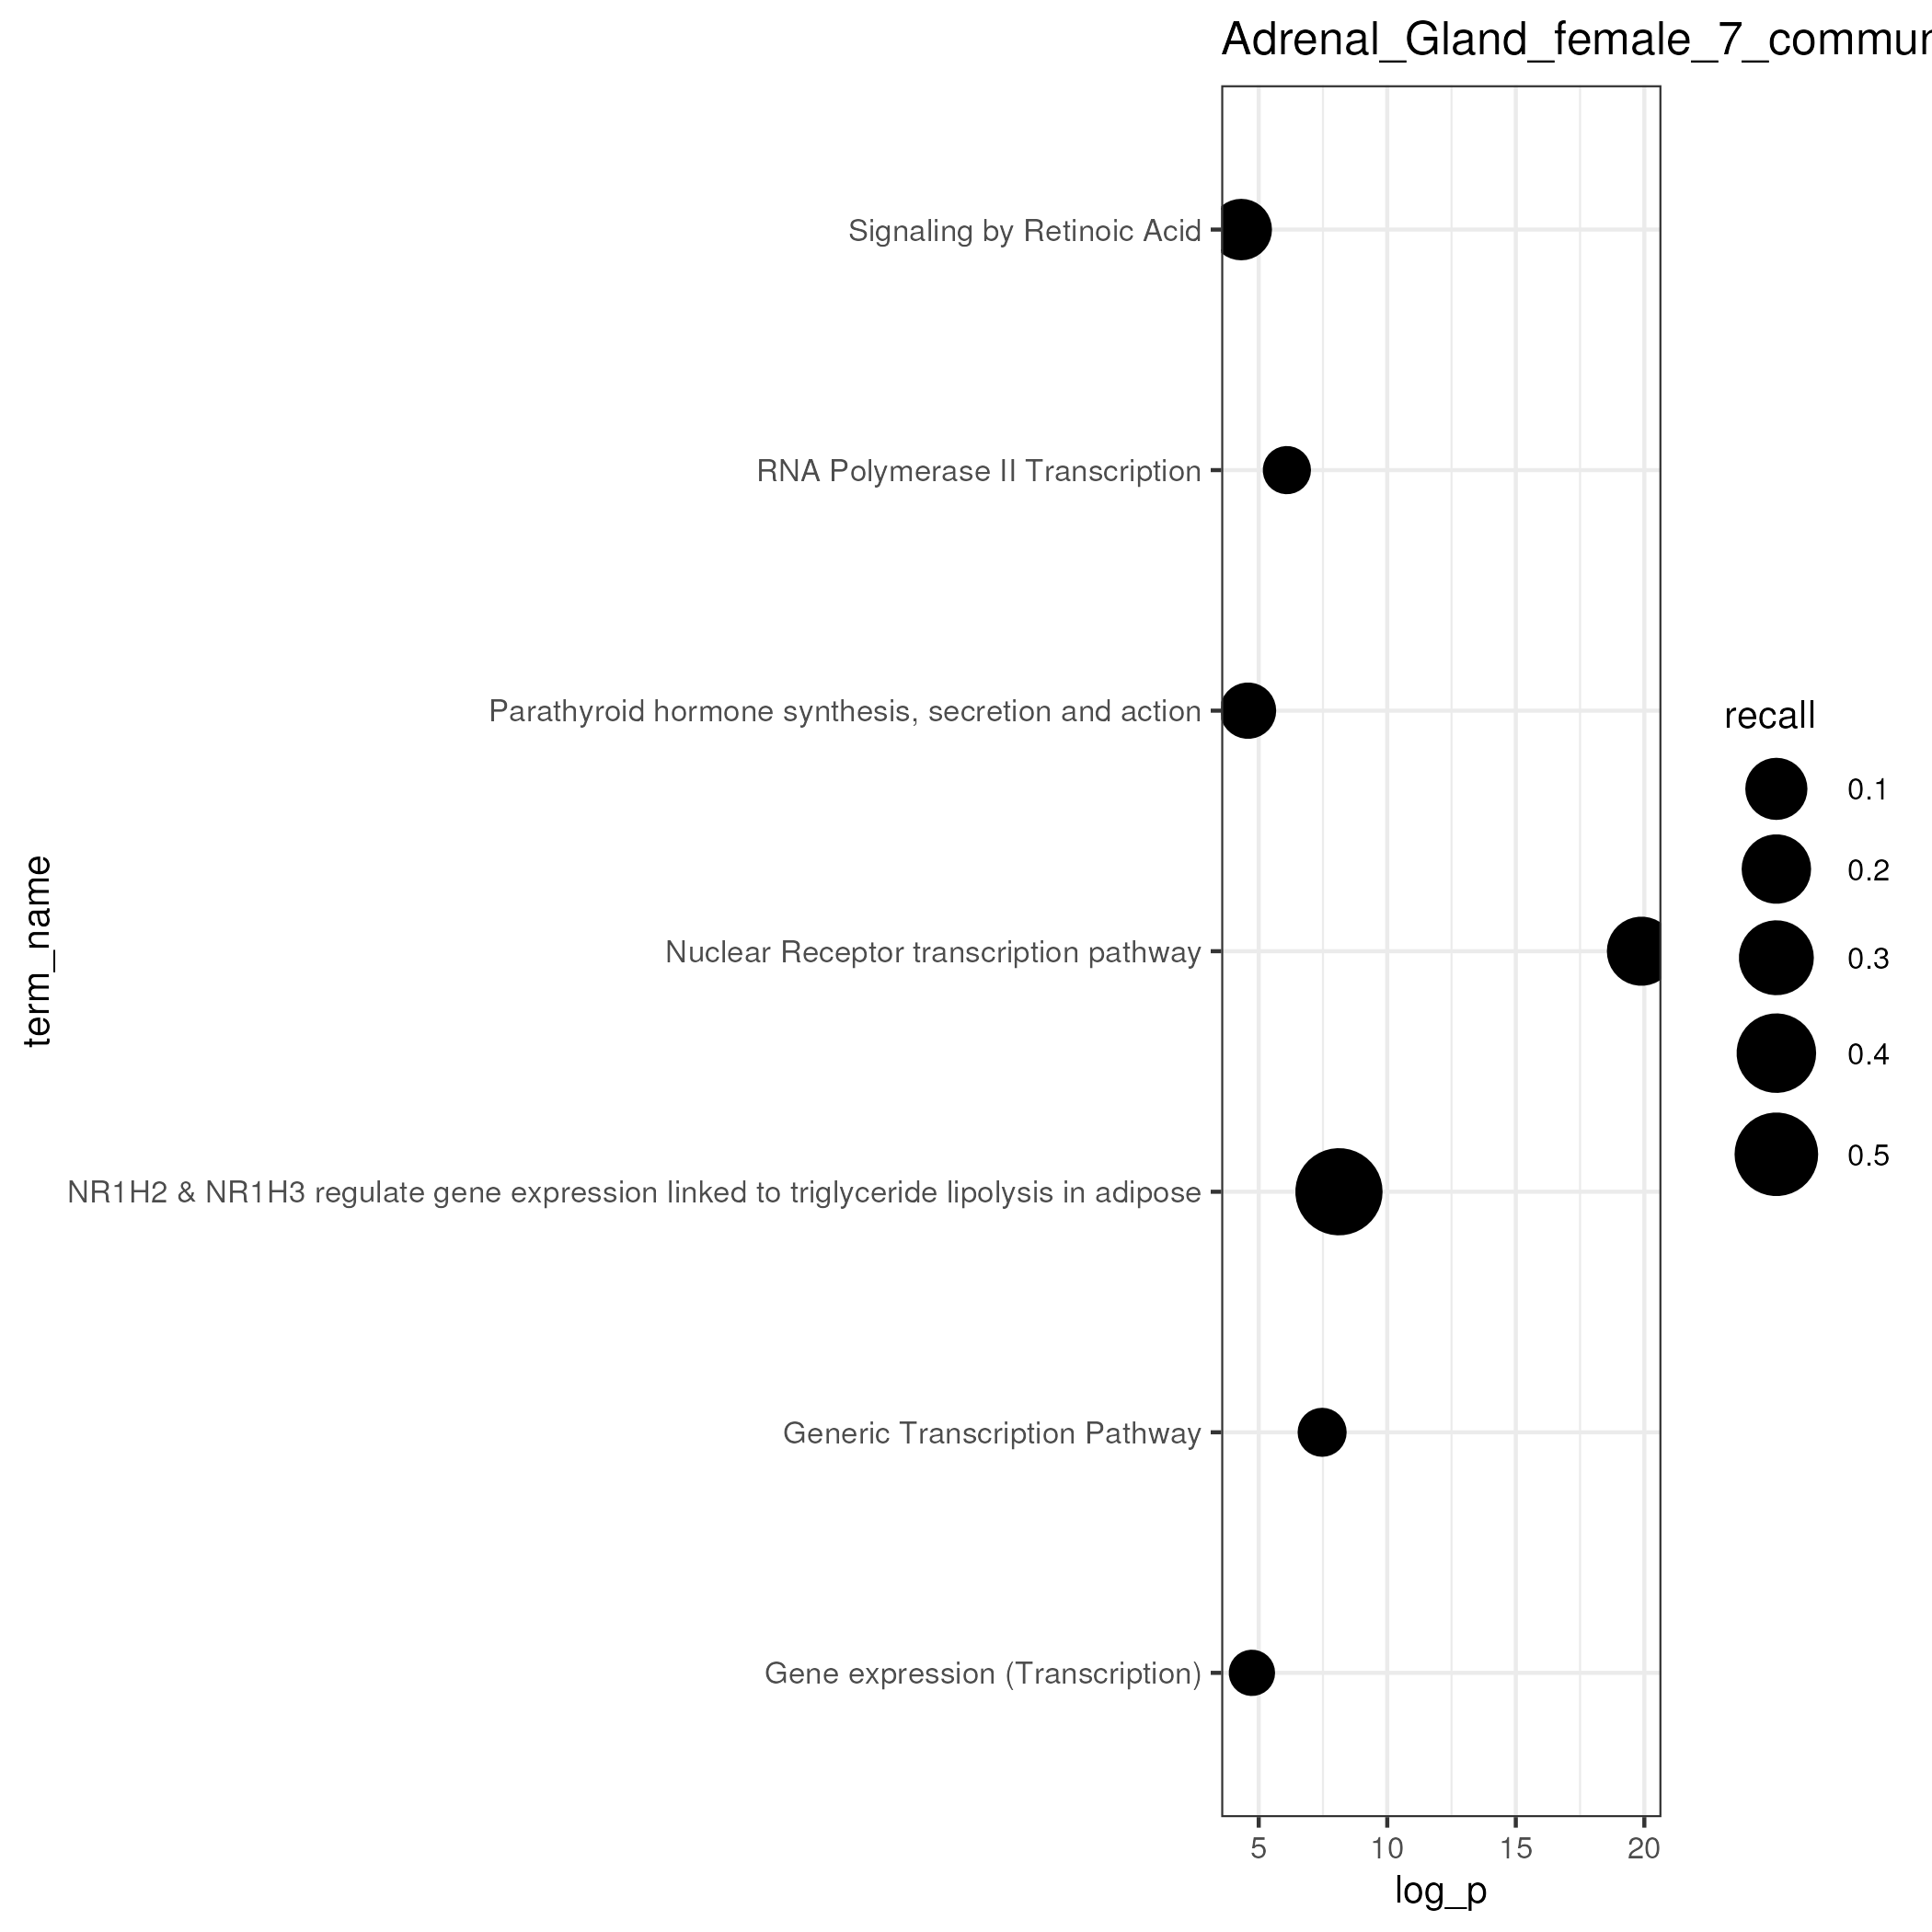 Adrenal_Gland_female_7_commun
Signaling by Retinoic Acid
RNA Polymerase II Transcription
Parathyroid hormone synthesis, secretion and action
Nuclear Receptor transcription pathway
NR1H2 & NR1H3 regulate gene expression linked to triglyceride lipolysis in adipose
Generic Transcription Pathway
Gene expression (Transcription)
term_name
5 10 15 20
log_p
recall
0.1
0.2
0.3
0.4
0.5